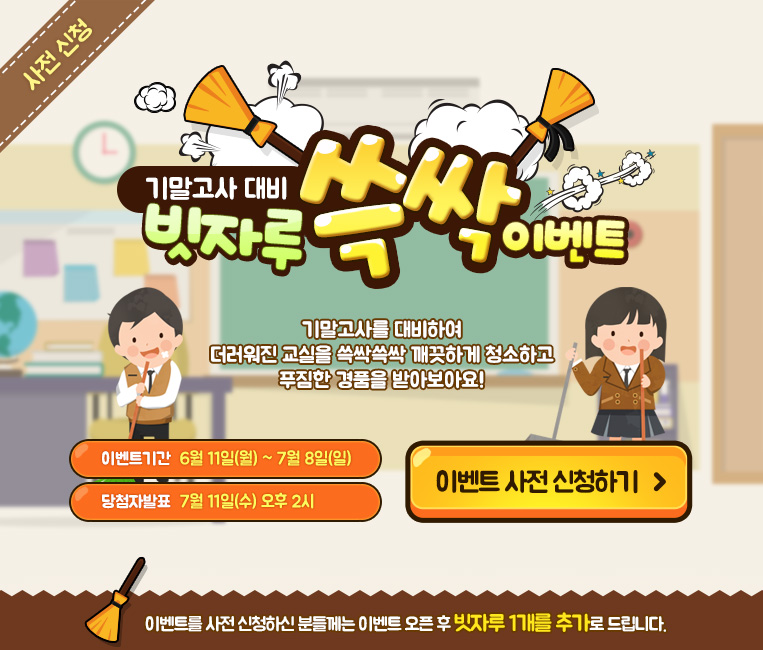 사전 신청
기말고사 대비
빗자루 쓱싹 이벤트
기말고사를 대비하여
더러워진 교실을 쓱싹쓱싹 깨끗하게 청소하고
푸짐한 경품을 받아보아요!
이벤트기간 6월 11일(월) ~ 7월 8일(일)
당첨자발표 7월 11일(수) 오후 2시
이벤트 사전 신청하기 >
이벤트를 사전 신청하신 분들께는 이벤트 오픈 후 빗자루 1개를 추가로 드립니다.